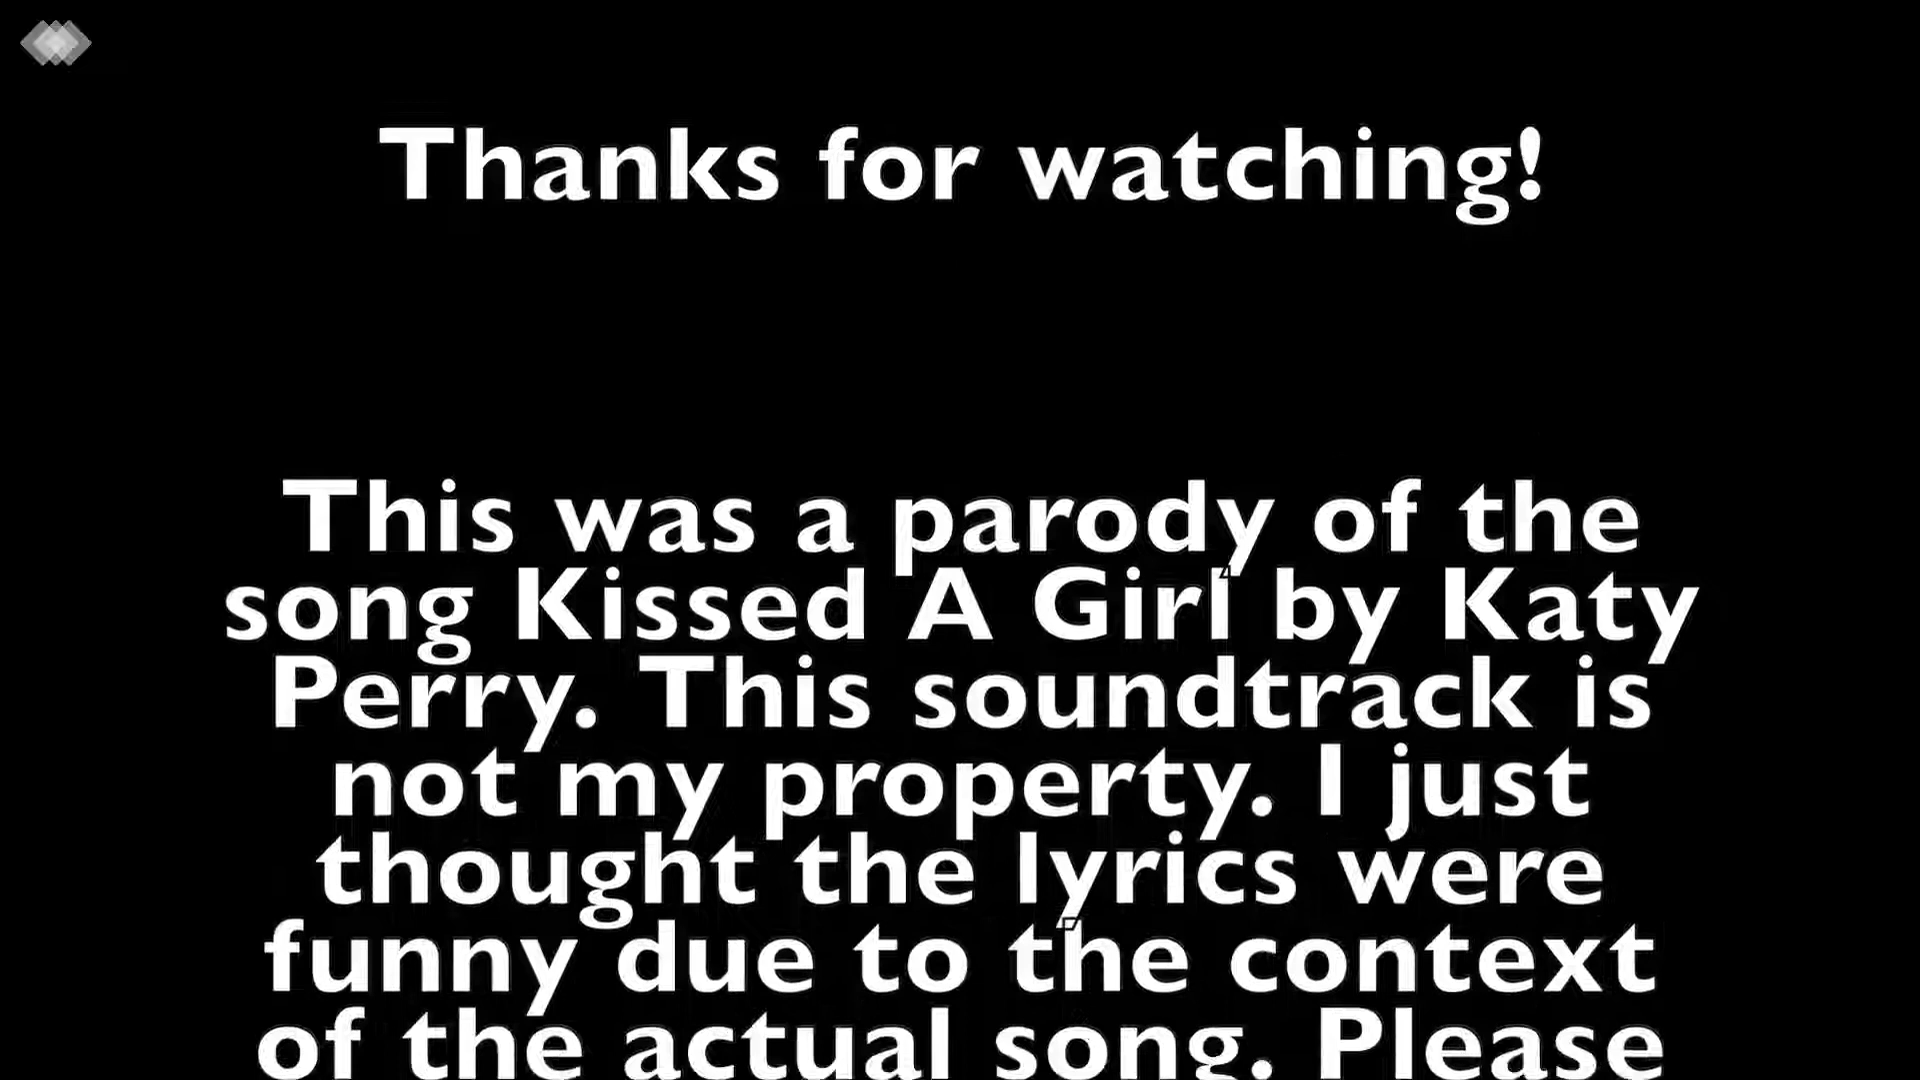 Thanks for watching!
This was a parody of the
song Kissed A Girl by Katy
Perry. This soundtrack is
not my property. I just
thought the lyrics were
funny due to the context
of the actual song. Please